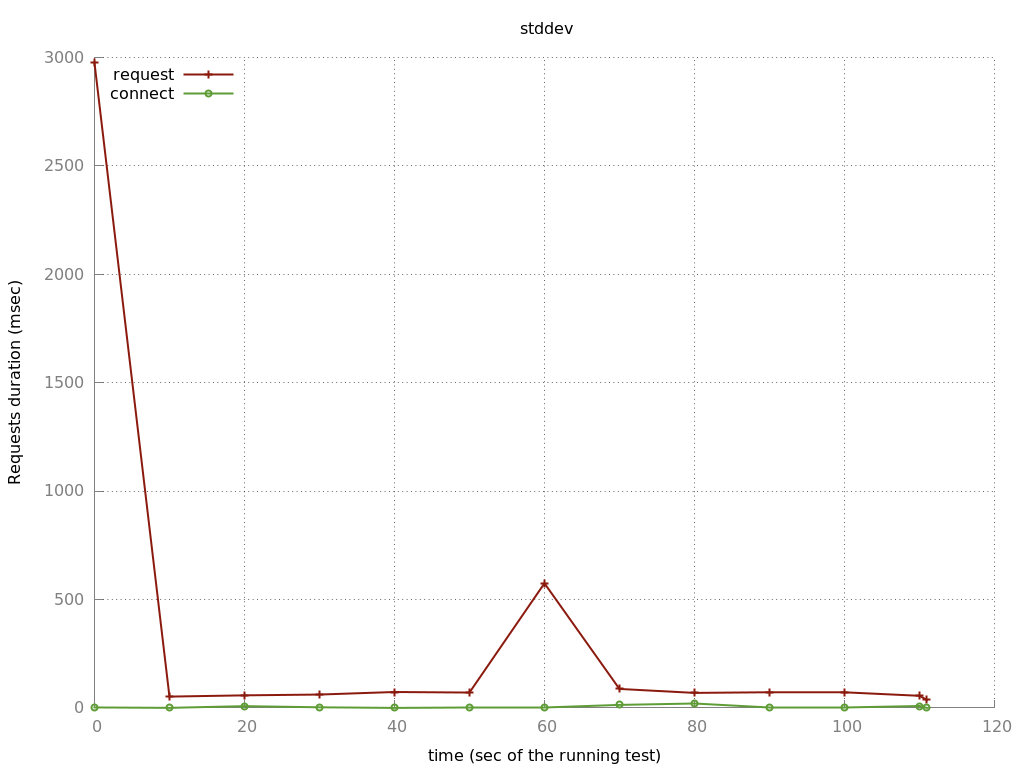 stddev
request
connect
3000
2500
2000
1500
1000
500
0
Requests duration (msec)
0 20 40 60 80 100 120
time (sec of the running test)